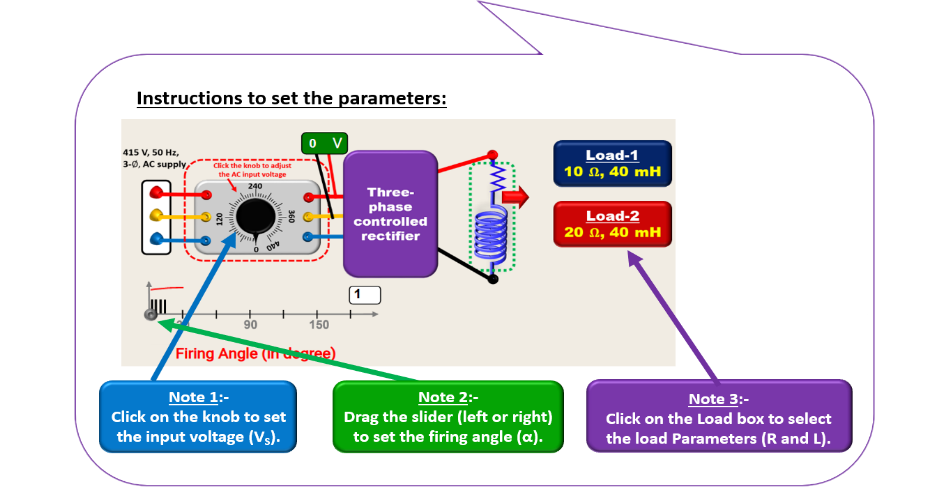 Instructions to set the parameters:
415 V, 50 Hz,
3-Ø, AC supply
Click the knob to adjust
the AC input voltage
0 V
240
120
360
0
440
Three-
phase
controlled
rectifier
Load-1
10 Ω, 40 mH
Load-2
20 Ω, 40 mH
1
90
150
Firing Angle (in degree)
Note 1:-
Click on the knob to set
the input voltage (VS).
Note 2:-
Drag the slider (left or right)
to set the firing angle (α).
Note 3:-
Click on the Load box to select
the load Parameters (R and L).